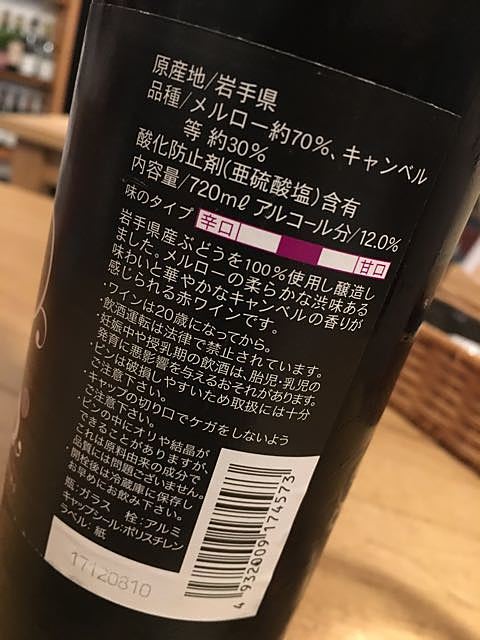 原産地/岩手県
品種/メルロー約70%、キャンベル
等 約30%
酸化防止剤(亜硫酸塩)含有
内容量/720ml アルコール分/12.0%
味のタイプ 辛口 甘口
岩手県産ぶどうを100%使用し醸造し
ました。メルローの柔らかな渋味ある
味わいと華やかなキャンベルの香りが
感じられる赤ワインです。
・ワインは20歳になってから。
・飲酒運転は法律で禁止されています。
・妊娠中や授乳期の飲酒は、胎児・乳児の
発育に悪影響を与えるおそれがあります。
・ビンは破損しやすいため取扱には十分
ご注意下さい。
・キャップの切り口でケガをしないよう
ご注意下さい。
・ビンの中にオリや結晶が
できることがありますが、
これは原料由来の成分で
品質には問題ございません。
・開栓後は冷蔵庫に保存し
お早めにお飲み下さい。
瓶:ガラス 栓:アルミ
キャップシール:ポリスチレン
ラベル:紙
4 932009 174573
17120810